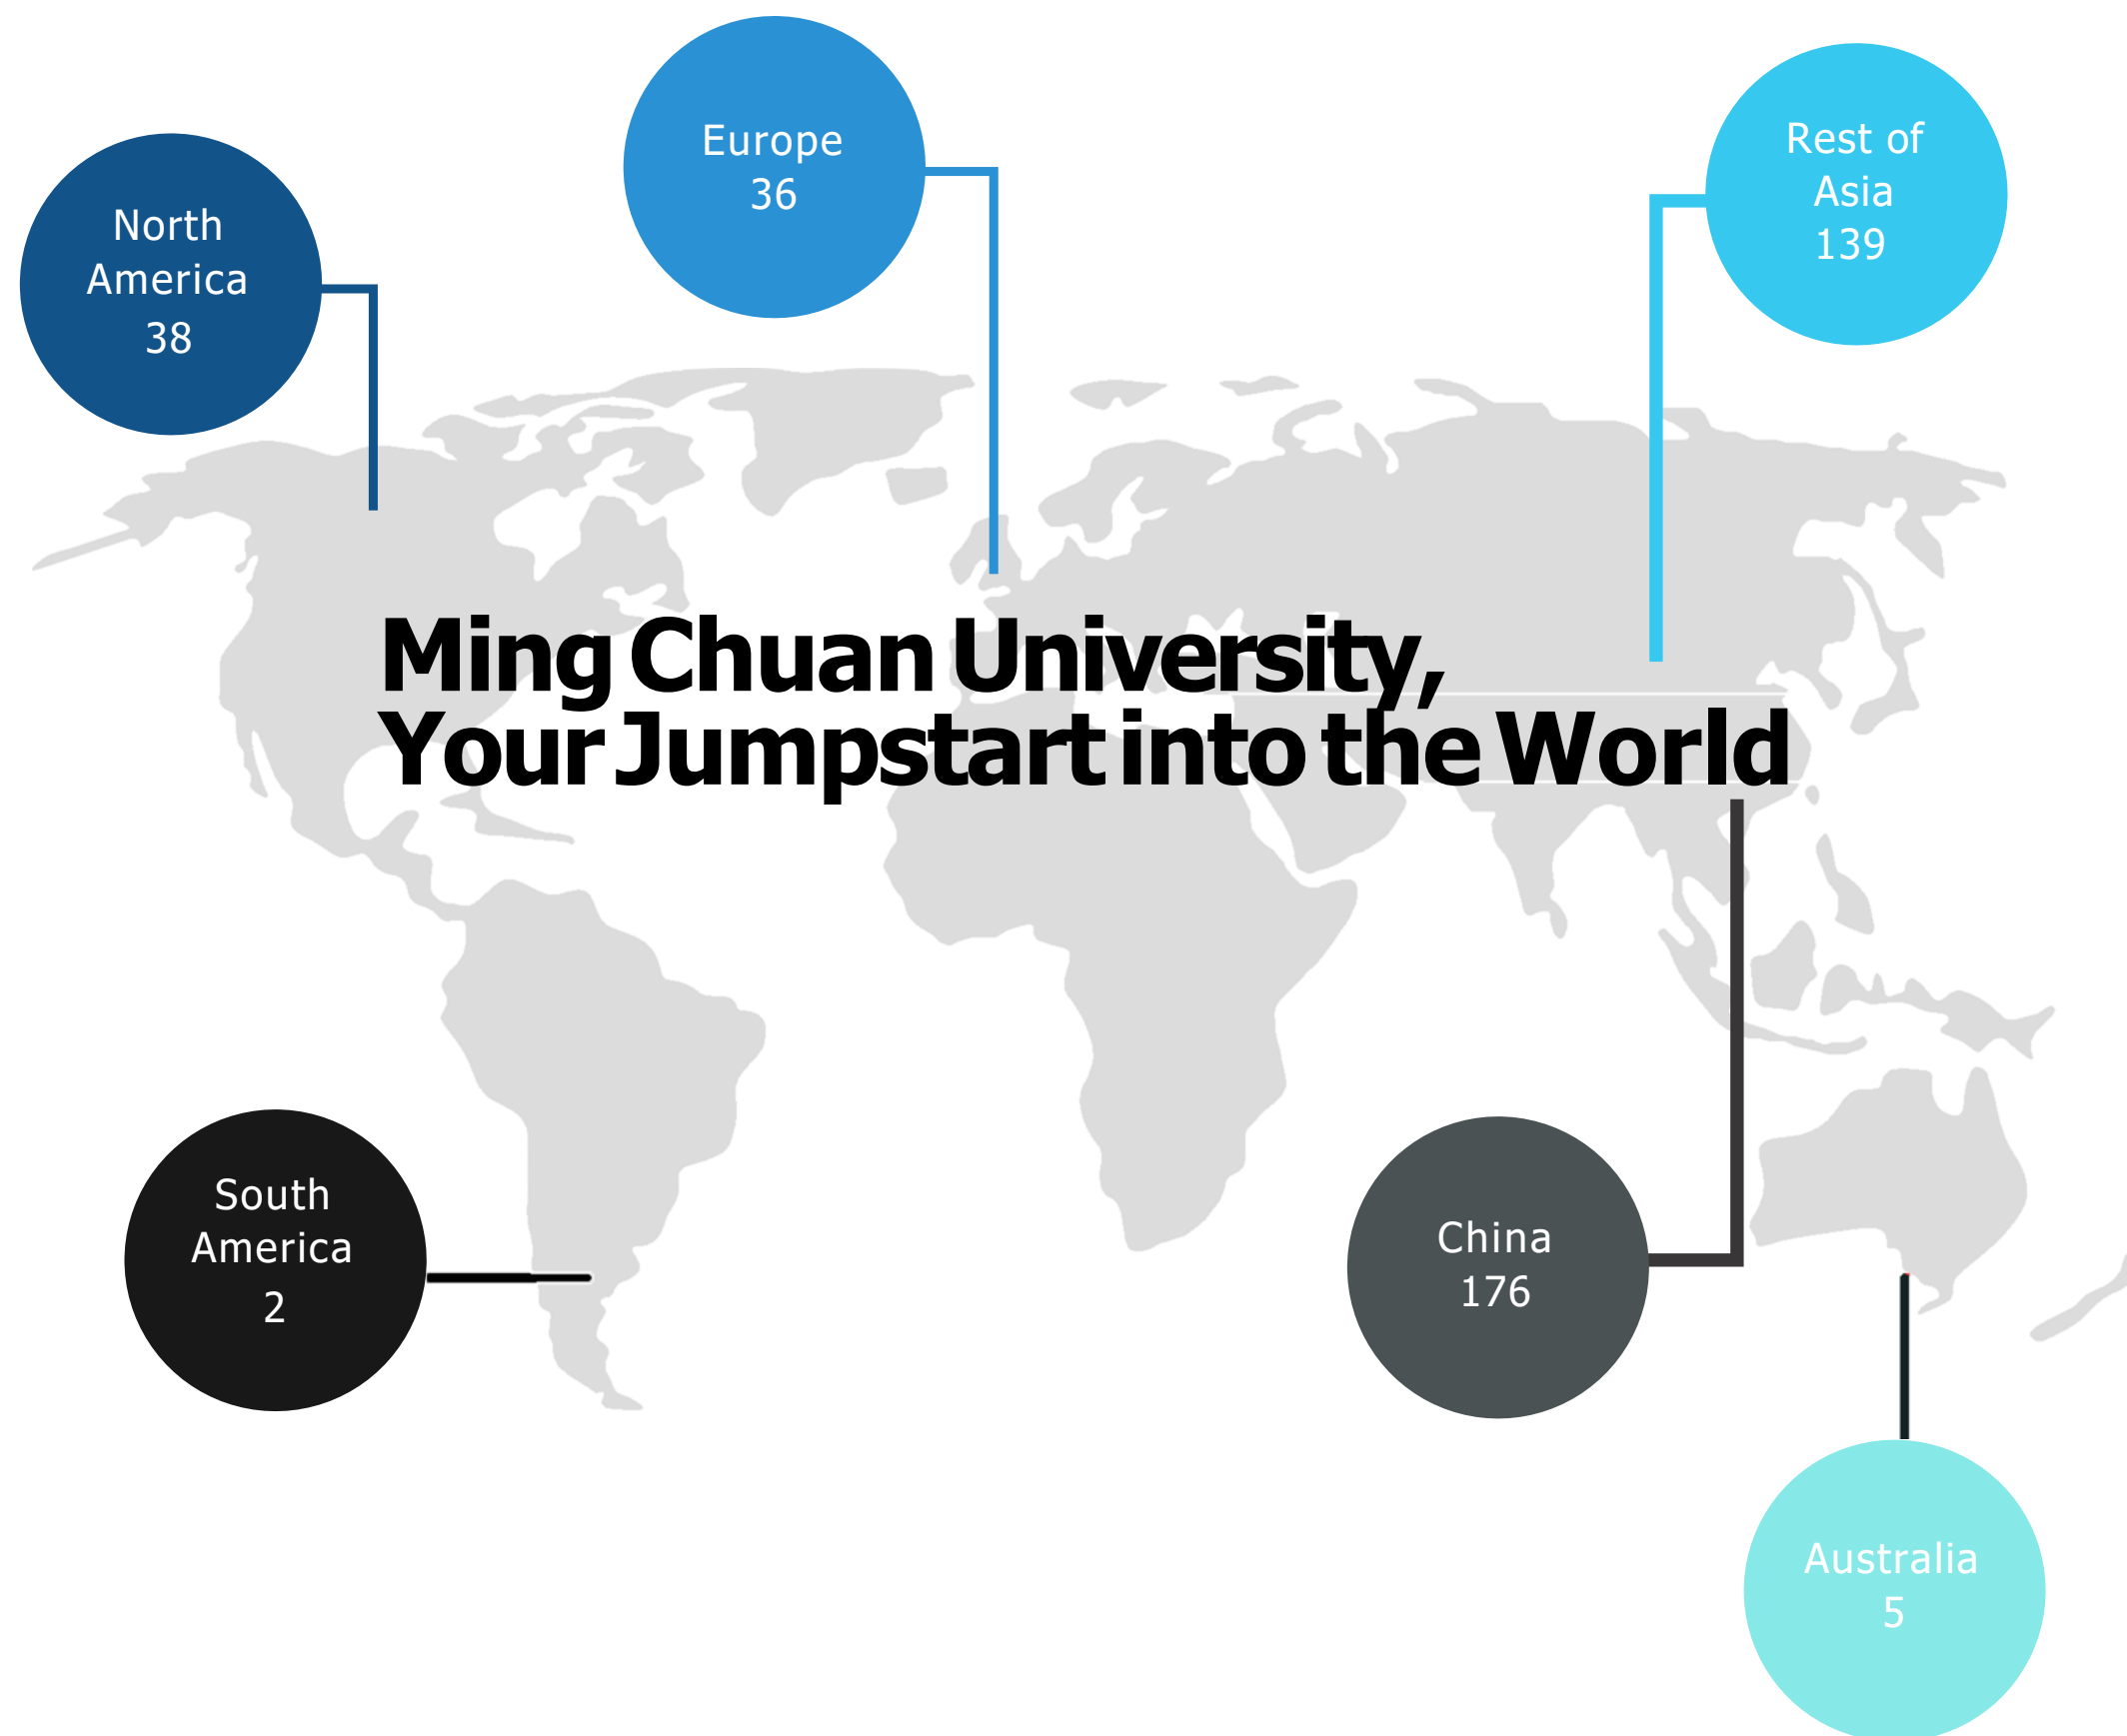 Europe
36
Rest of
Asia
139
North
America
38
Ming Chuan University,
Your Jumpstart into the World
South
America
2
China
176
Australia
5